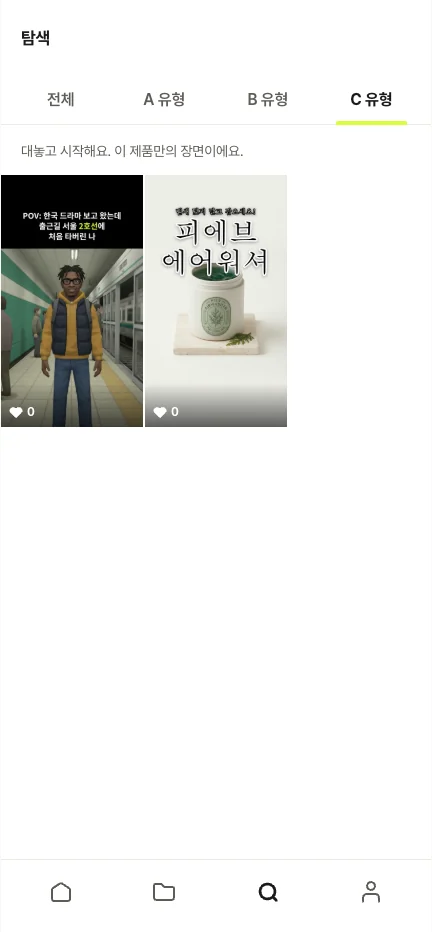 탐색
전체
A 유형
B 유형
C 유형
대놓고 시작해요. 이 제품만의 장면이에요.
POV: 한국 드라마 보고 왔는데
출근길 서울 2호선에
처음 타버린 나
피에브
에어워셔
0
0